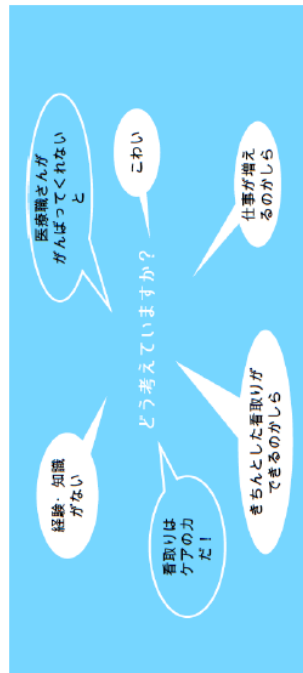 経験・知識
がない
医療職さんが
がんばってくれない
と
こわい
どう考えていますか？
看取りは
ケアの力
だ！
きちんとした看取りが
できるのかしら
仕事が増え
るのかしら